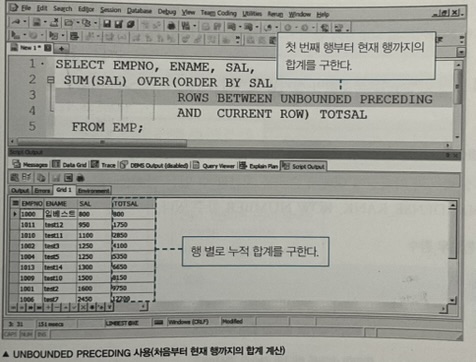 File Edit Search Editor Session Database Debug View Team Coding Utilities Rerun Window Help
New 1 *
첫 번째 행부터 현재 행까지의
합계를 구한다.
1 SELECT EMPNO, ENAME, SAL,
2 SUM(SAL) OVER(ORDER BY SAL
3 ROWS BETWEEN UNBOUNDED PRECEDING
4 AND CURRENT ROW) TOTSAL
5 FROM EMP;
Script Output
Messages Data Grid Trace DBMS Output (disabled) Query Viewer Explain Plan Script Output
Output Errors Grid 1 Environment
EMPNO ENAME SAL TOTSAL
1000 임베스트 800 800
1011 test12 950 1750
1010 test11 1100 2850
1002 test3 1250 4100
1004 test5 1250 5350
1013 test14 1300 6650
1009 test10 1500 8150
1001 test2 1600 9750
1006 test7 2450 12200
행 별로 누적 합계를 구한다.
3: 31 151 msecs LIMBEST@XE Windows (CRLF) Modified
CAPS NUM INS
▲ UNBOUNDED PRECEDING 사용(처음부터 현재 행까지의 합계 계산)